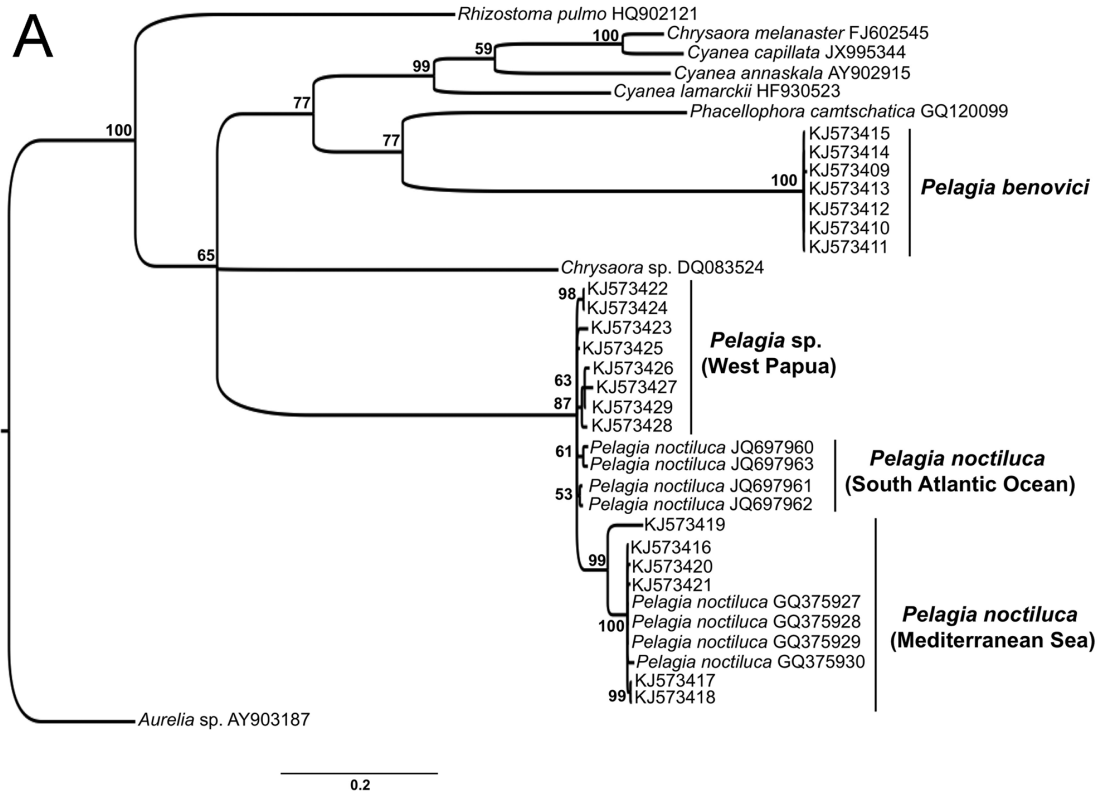 A
Rhizostoma pulmo HQ902121
Chrysaora melanaster FJ602545
100
Cyanea capillata JX995344
59
Cyanea annaskala AY902915
99
Cyanea lamarckii HF930523
77
Phacellophora camtschatica GQ120099
100
KJ573415
77
KJ573414
KJ573409
100
KJ573413
Pelagia benovici
KJ573412
KJ573410
KJ573411
65
Chrysaora sp. DQ083524
98
KJ573422
KJ573424
KJ573423
Pelagia sp.
(West Papua)
KJ573425
KJ573426
63
KJ573427
87
KJ573429
KJ573428
61
Pelagia noctiluca JQ697960
Pelagia noctiluca JQ697963
Pelagia noctiluca
(South Atlantic Ocean)
53
Pelagia noctiluca JQ697961
Pelagia noctiluca JQ697962
KJ573419
KJ573416
99
KJ573420
KJ573421
Pelagia noctiluca GQ375927
Pelagia noctiluca
(Mediterranean Sea)
100
Pelagia noctiluca GQ375928
Pelagia noctiluca GQ375929
Pelagia noctiluca GQ375930
KJ573417
99
KJ573418
Aurelia sp. AY903187
0.2